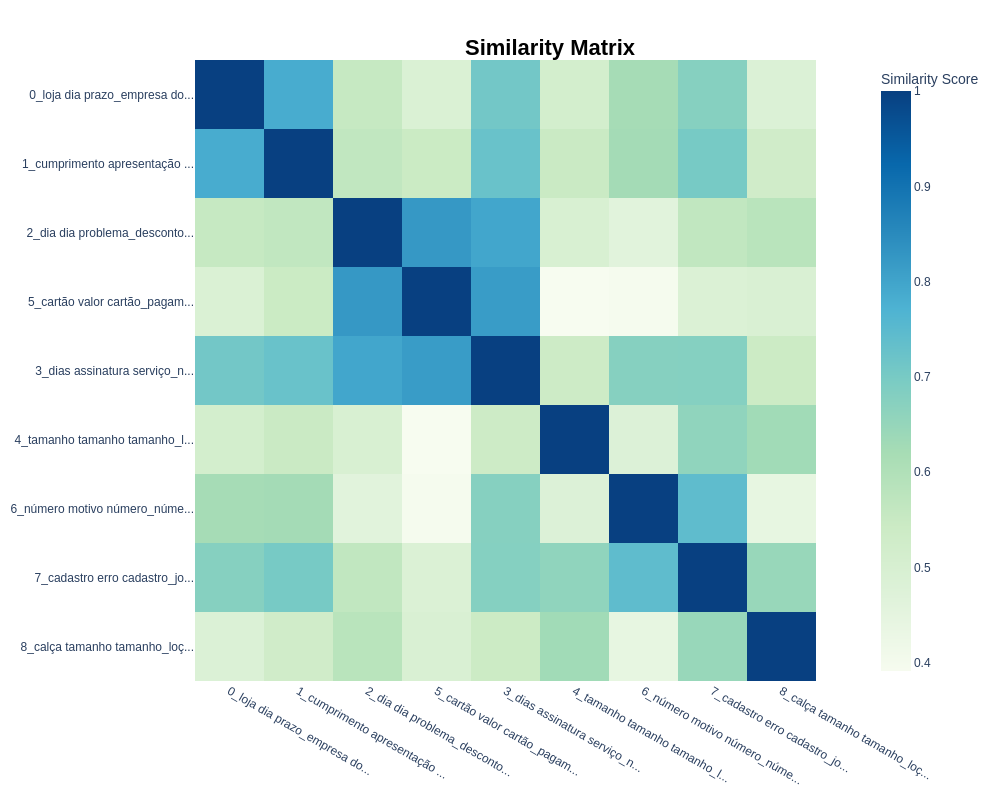 Similarity Matrix
Similarity Score
0_loja dia prazo_empresa do...
1_cumprimento apresentação ...
2_dia dia problema_desconto...
5_cartão valor cartão_pagam...
3_dias assinatura serviço_n...
4_tamanho tamanho tamanho_l...
6_número motivo número_núme...
7_cadastro erro cadastro_jo...
8_calça tamanho tamanho_loç...
1
0.9
0.8
0.7
0.6
0.5
0.4
0_loja dia prazo_empresa do...
1_cumprimento apresentação ...
2_dia dia problema_desconto...
5_cartão valor cartão_pagam...
3_dias assinatura serviço_n...
4_tamanho tamanho tamanho_l...
6_número motivo número_núme...
7_cadastro erro cadastro_jo...
8_calça tamanho tamanho_loç...